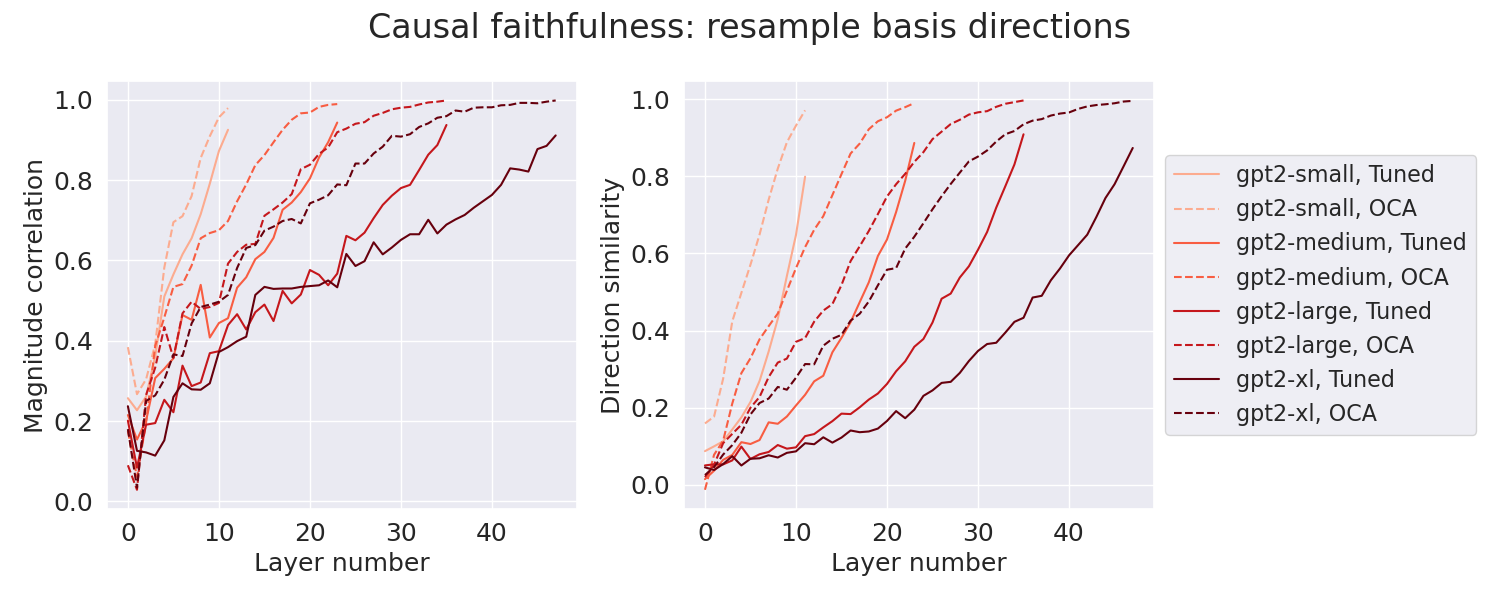 Causal faithfulness: resample basis directions
Magnitude correlation
1.0
0.8
0.6
0.4
0.2
0.0
0 10 20 30 40
Layer number
Direction similarity
1.0
0.8
0.6
0.4
0.2
0.0
0 10 20 30 40
Layer number
gpt2-small, Tuned
gpt2-small, OCA
gpt2-medium, Tuned
gpt2-medium, OCA
gpt2-large, Tuned
gpt2-large, OCA
gpt2-xl, Tuned
gpt2-xl, OCA